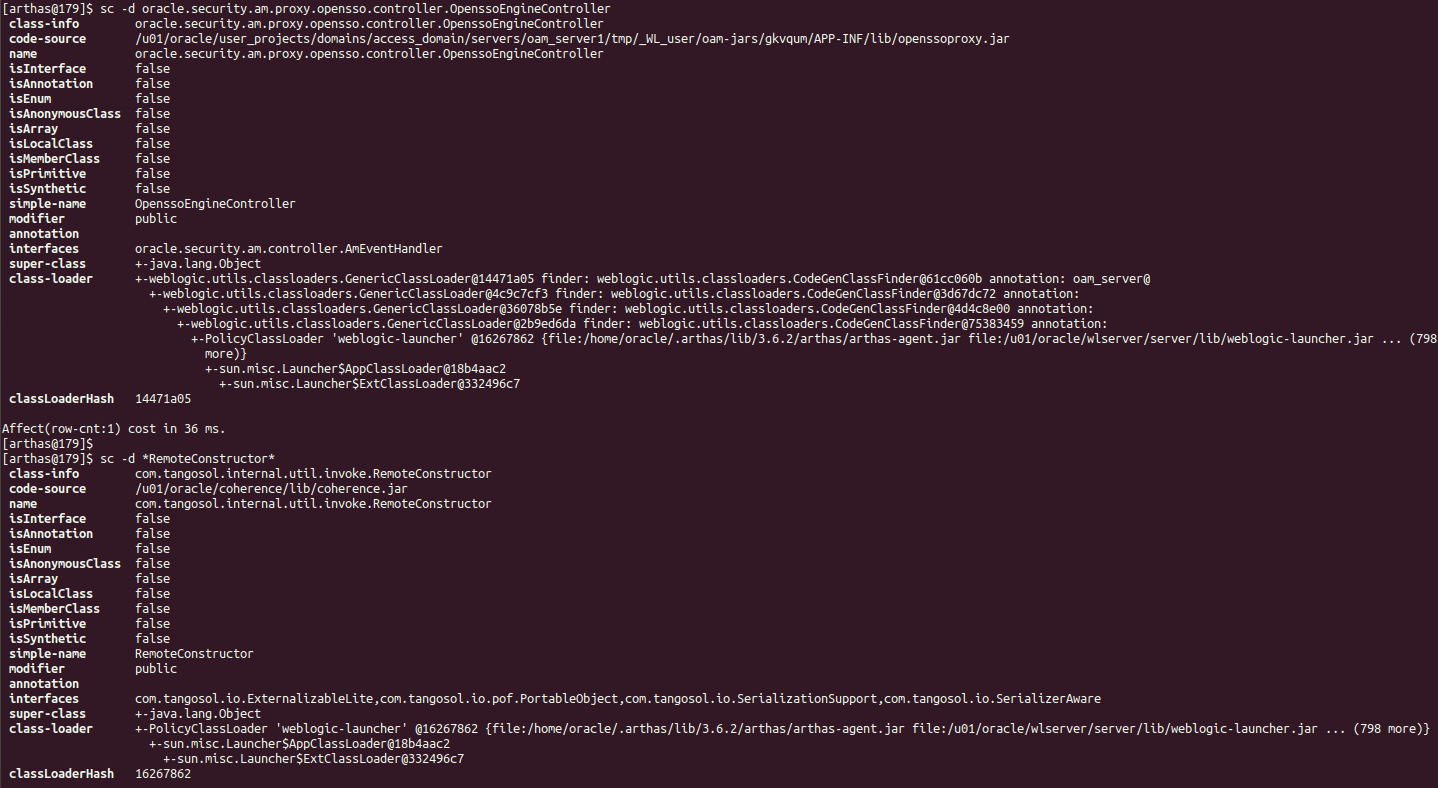 [arthas@179]$ sc -d oracle.security.am.proxy.opensso.controller.OpenssoEngineController
class-info oracle.security.am.proxy.opensso.controller.OpenssoEngineController
code-source /u01/oracle/user_projects/domains/access_domain/servers/oam_server1/tmp/_WL_user/oam-jars/gkvqum/APP-INF/lib/openssoproxy.jar
name oracle.security.am.proxy.opensso.controller.OpenssoEngineController
isInterface false
isAnnotation false
isEnum false
isAnonymousClass false
isArray false
isLocalClass false
isMemberClass false
isPrimitive false
isSynthetic false
simple-name OpenssoEngineController
modifier public
annotation
interfaces oracle.security.am.controller.AmEventHandler
super-class +-java.lang.Object
class-loader +-weblogic.utils.classloaders.GenericClassLoader@14471a05 finder: weblogic.utils.classloaders.CodeGenClassFinder@61cc060b annotation: oam_server@
+-weblogic.utils.classloaders.GenericClassLoader@4c9c7cf3 finder: weblogic.utils.classloaders.CodeGenClassFinder@3d67dc72 annotation:
+-weblogic.utils.classloaders.GenericClassLoader@36078b5e finder: weblogic.utils.classloaders.CodeGenClassFinder@4d4c8e00 annotation:
+-weblogic.utils.classloaders.GenericClassLoader@2b9ed6da finder: weblogic.utils.classloaders.CodeGenClassFinder@75383459 annotation:
+-PolicyClassLoader 'weblogic-launcher' @16267862 {file:/home/oracle/.arthas/lib/3.6.2/arthas/arthas-agent.jar file:/u01/oracle/wlserver/server/lib/weblogic-launcher.jar ... (798
more)}
+-sun.misc.Launcher$AppClassLoader@18b4aac2
+-sun.misc.Launcher$ExtClassLoader@332496c7
classLoaderHash 14471a05
Affect(row-cnt:1) cost in 36 ms.
[arthas@179]$
[arthas@179]$ sc -d *RemoteConstructor*
class-info com.tangosol.internal.util.invoke.RemoteConstructor
code-source /u01/oracle/coherence/lib/coherence.jar
name com.tangosol.internal.util.invoke.RemoteConstructor
isInterface false
isAnnotation false
isEnum false
isAnonymousClass false
isArray false
isLocalClass false
isMemberClass false
isPrimitive false
isSynthetic false
simple-name RemoteConstructor
modifier public
annotation
interfaces com.tangosol.io.ExternalizableLite,com.tangosol.io.pof.PortableObject,com.tangosol.io.SerializationSupport,com.tangosol.io.SerializerAware
super-class +-java.lang.Object
class-loader +-PolicyClassLoader 'weblogic-launcher' @16267862 {file:/home/oracle/.arthas/lib/3.6.2/arthas/arthas-agent.jar file:/u01/oracle/wlserver/server/lib/weblogic-launcher.jar ... (798 more)}
+-sun.misc.Launcher$AppClassLoader@18b4aac2
+-sun.misc.Launcher$ExtClassLoader@332496c7
classLoaderHash 16267862